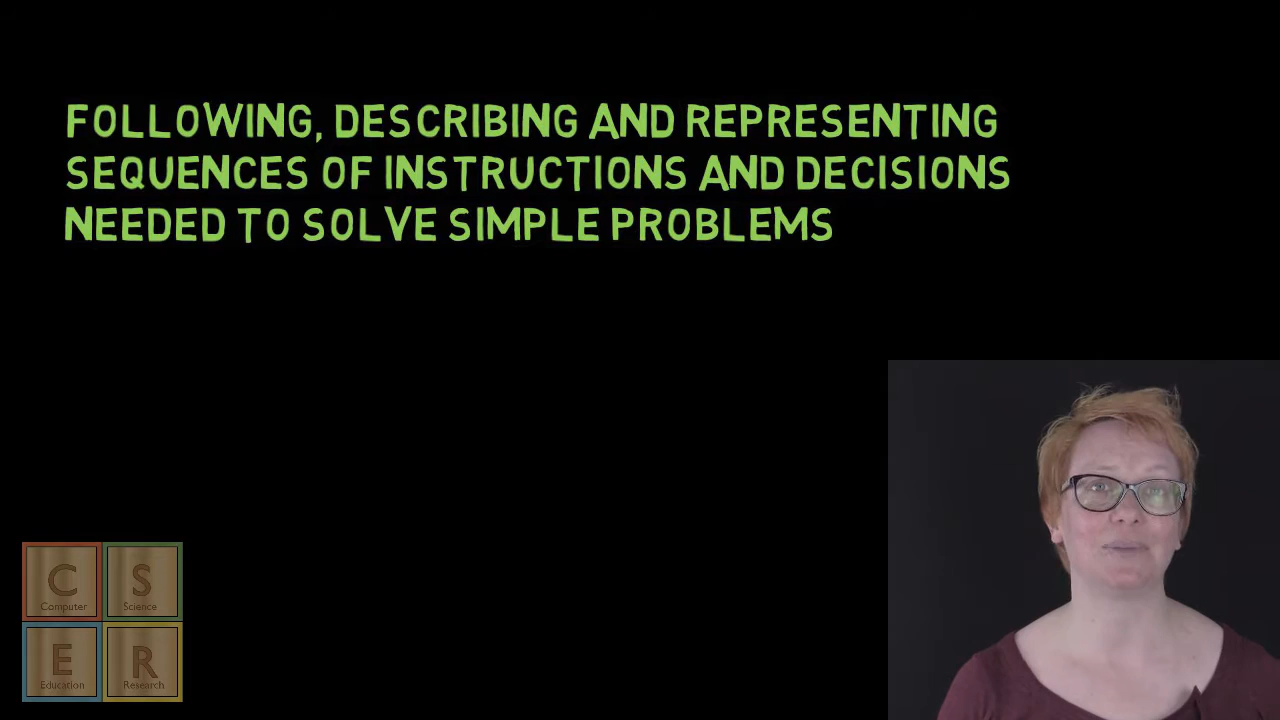 FOLLOWING, DESCRIBING AND REPRESENTING
SEQUENCES OF INSTRUCTIONS AND DECISIONS
NEEDED TO SOLVE SIMPLE PROBLEMS
C S
Computer Science
E R
Education Research